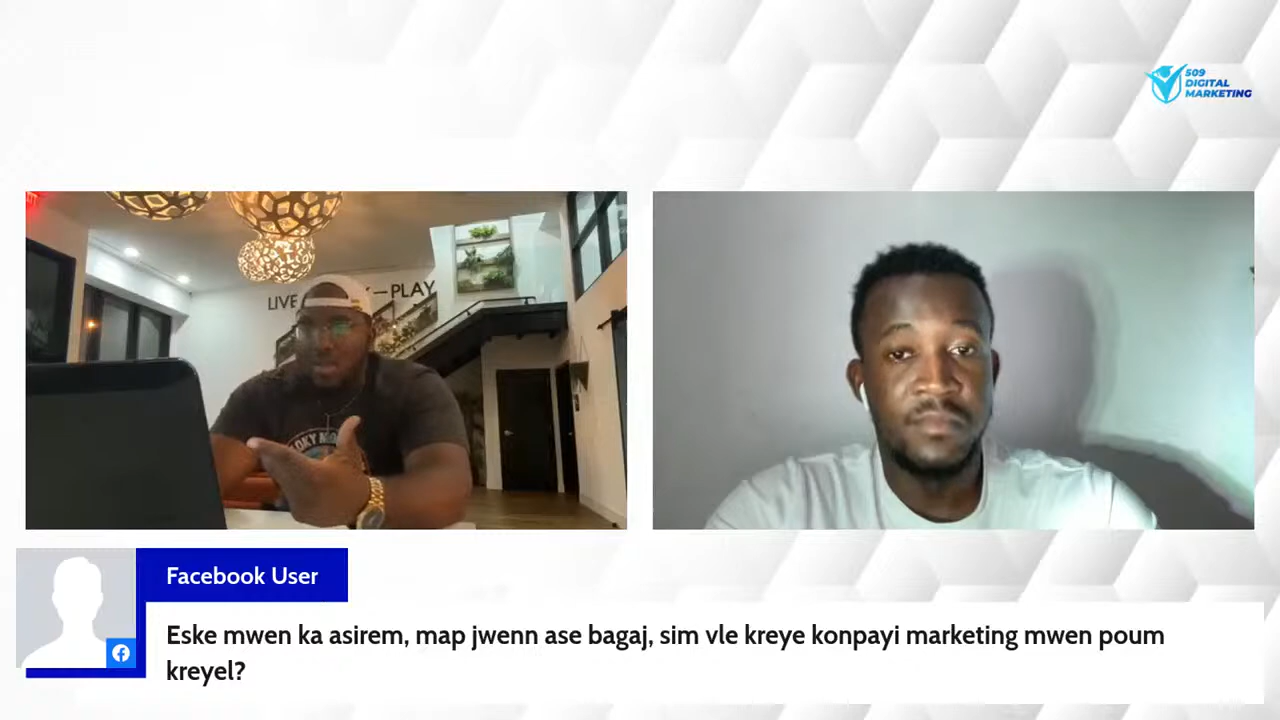 509
DIGITAL
MARKETING
LIVE
K—PLAY
Facebook User
Eske mwen ka asirem, map jwenn ase bagaj, sim vle kreye konpayi marketing mwen poum
kreyel?